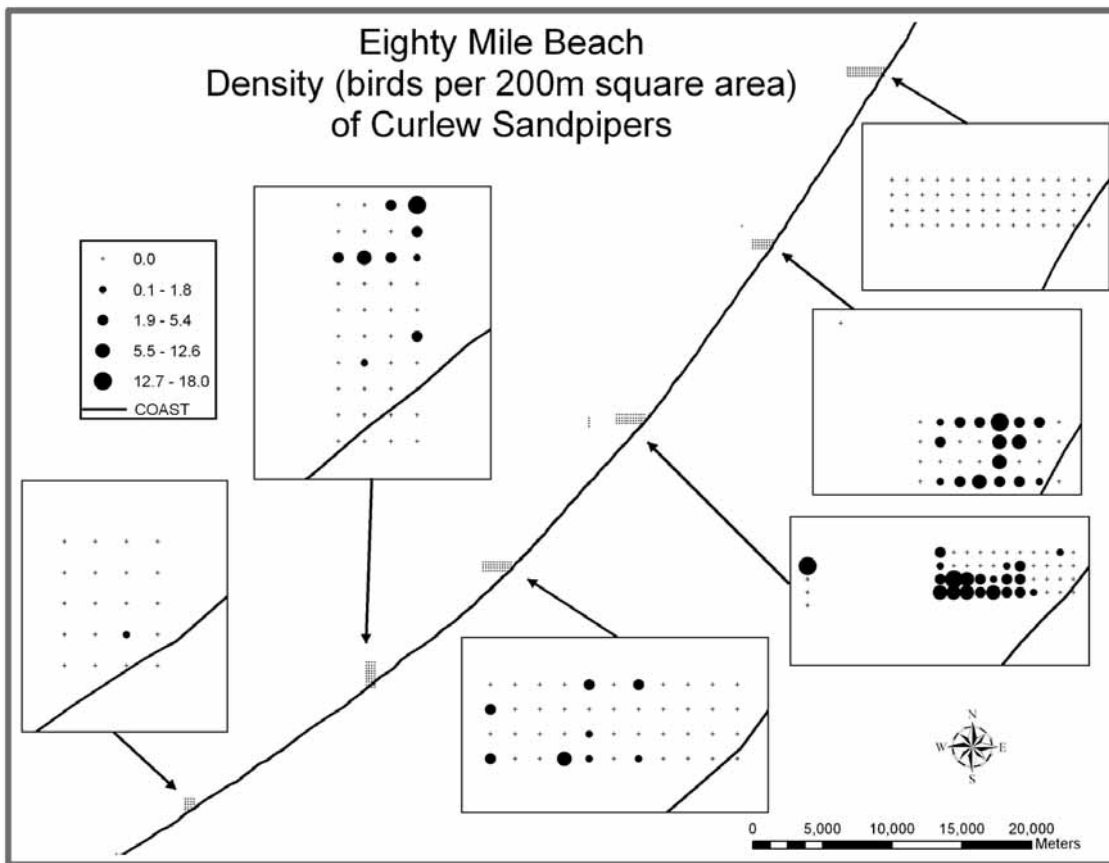 Eighty Mile Beach
Density (birds per 200m square area)
of Curlew Sandpipers
0.0
0.1 - 1.8
1.9 - 5.4
5.5 - 12.6
12.7 - 18.0
COAST
N
W E
S
0 5,000 10,000 15,000 20,000
Meters